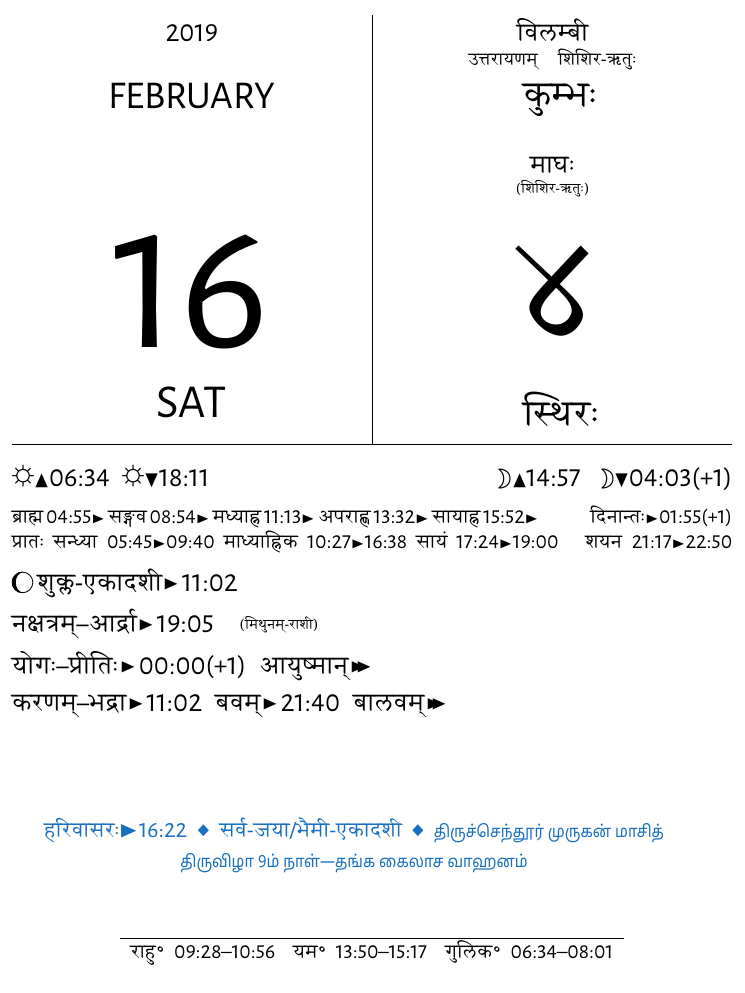 2019
FEBRUARY
16
SAT
विलम्बी
उत्तरायणम् शिशिर-ऋतुः
कुम्भः
माघः
(शिशिर-ऋतुः)
४
स्थिरः
☼▲06:34 ☼▼18:11 ☽▲14:57 ☽▼04:03(+1)
ब्राह्म 04:55► सङ्गव 08:54► मध्याह्न 11:13► अपराह्ण 13:32► सायाह्न 15:52► दिनान्तः►01:55(+1)
प्रातः सन्ध्या 05:45►09:40 माध्याह्निक 10:27►16:38 सायं 17:24►19:00 शयन 21:17►22:50
शुक्ल-एकादशी►11:02
नक्षत्रम्–आर्द्रा►19:05 (मिथुनम्-राशी)
योगः–प्रीतिः►00:00(+1) आयुष्मान्►►
करणम्–भद्रा►11:02 बवम्►21:40 बालवम्►►
हरिवासरः►16:22 ◆ सर्व-जया/भैमी-एकादशी ◆ திருச்செந்தூர் முருகன் மாசித்
திருவிழா 9ம் நாள்—தங்க கைலாச வாஹனம்
राहु॰ 09:28–10:56 यम॰ 13:50–15:17 गुलिक॰ 06:34–08:01